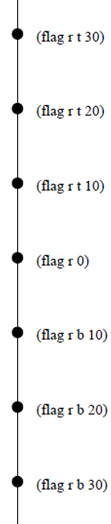 (flag r t 30)
(flag r t 20)
(flag r t 10)
(flag r 0)
(flag r b 10)
(flag r b 20)
(flag r b 30)